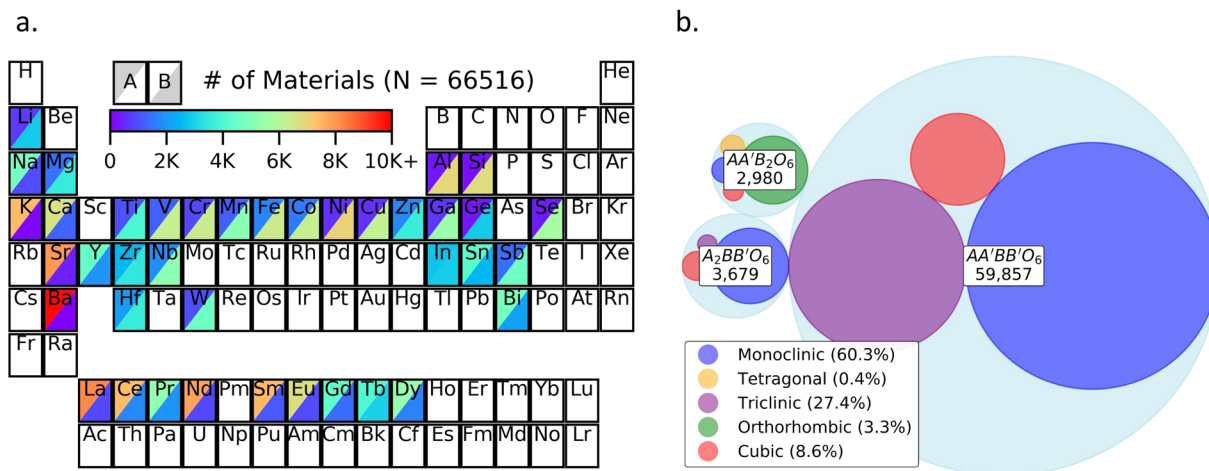 a.
H He
A B # of Materials (N = 66516)
Li Be B C N O F Ne
0 2K 4K 6K 8K 10K+
Na Mg Al Si P S Cl Ar
K Ca Sc Ti V Cr Mn Fe Co Ni Cu Zn Ga Ge As Se Br Kr
Rb Sr Y Zr Nb Mo Tc Ru Rh Pd Ag Cd In Sn Sb Te I Xe
Cs Ba Hf Ta W Re Os Ir Pt Au Hg Tl Pb Bi Po At Rn
Fr Ra
La Ce Pr Nd Pm Sm Eu Gd Tb Dy Ho Er Tm Yb Lu
Ac Th Pa U Np Pu Am Cm Bk Cf Es Fm Md No Lr
b.
AA′B₂O₆
2,980
A₂BB′O₆
3,679
AA′BB′O₆
59,857
Monoclinic (60.3%)
Tetragonal (0.4%)
Triclinic (27.4%)
Orthorhombic (3.3%)
Cubic (8.6%)